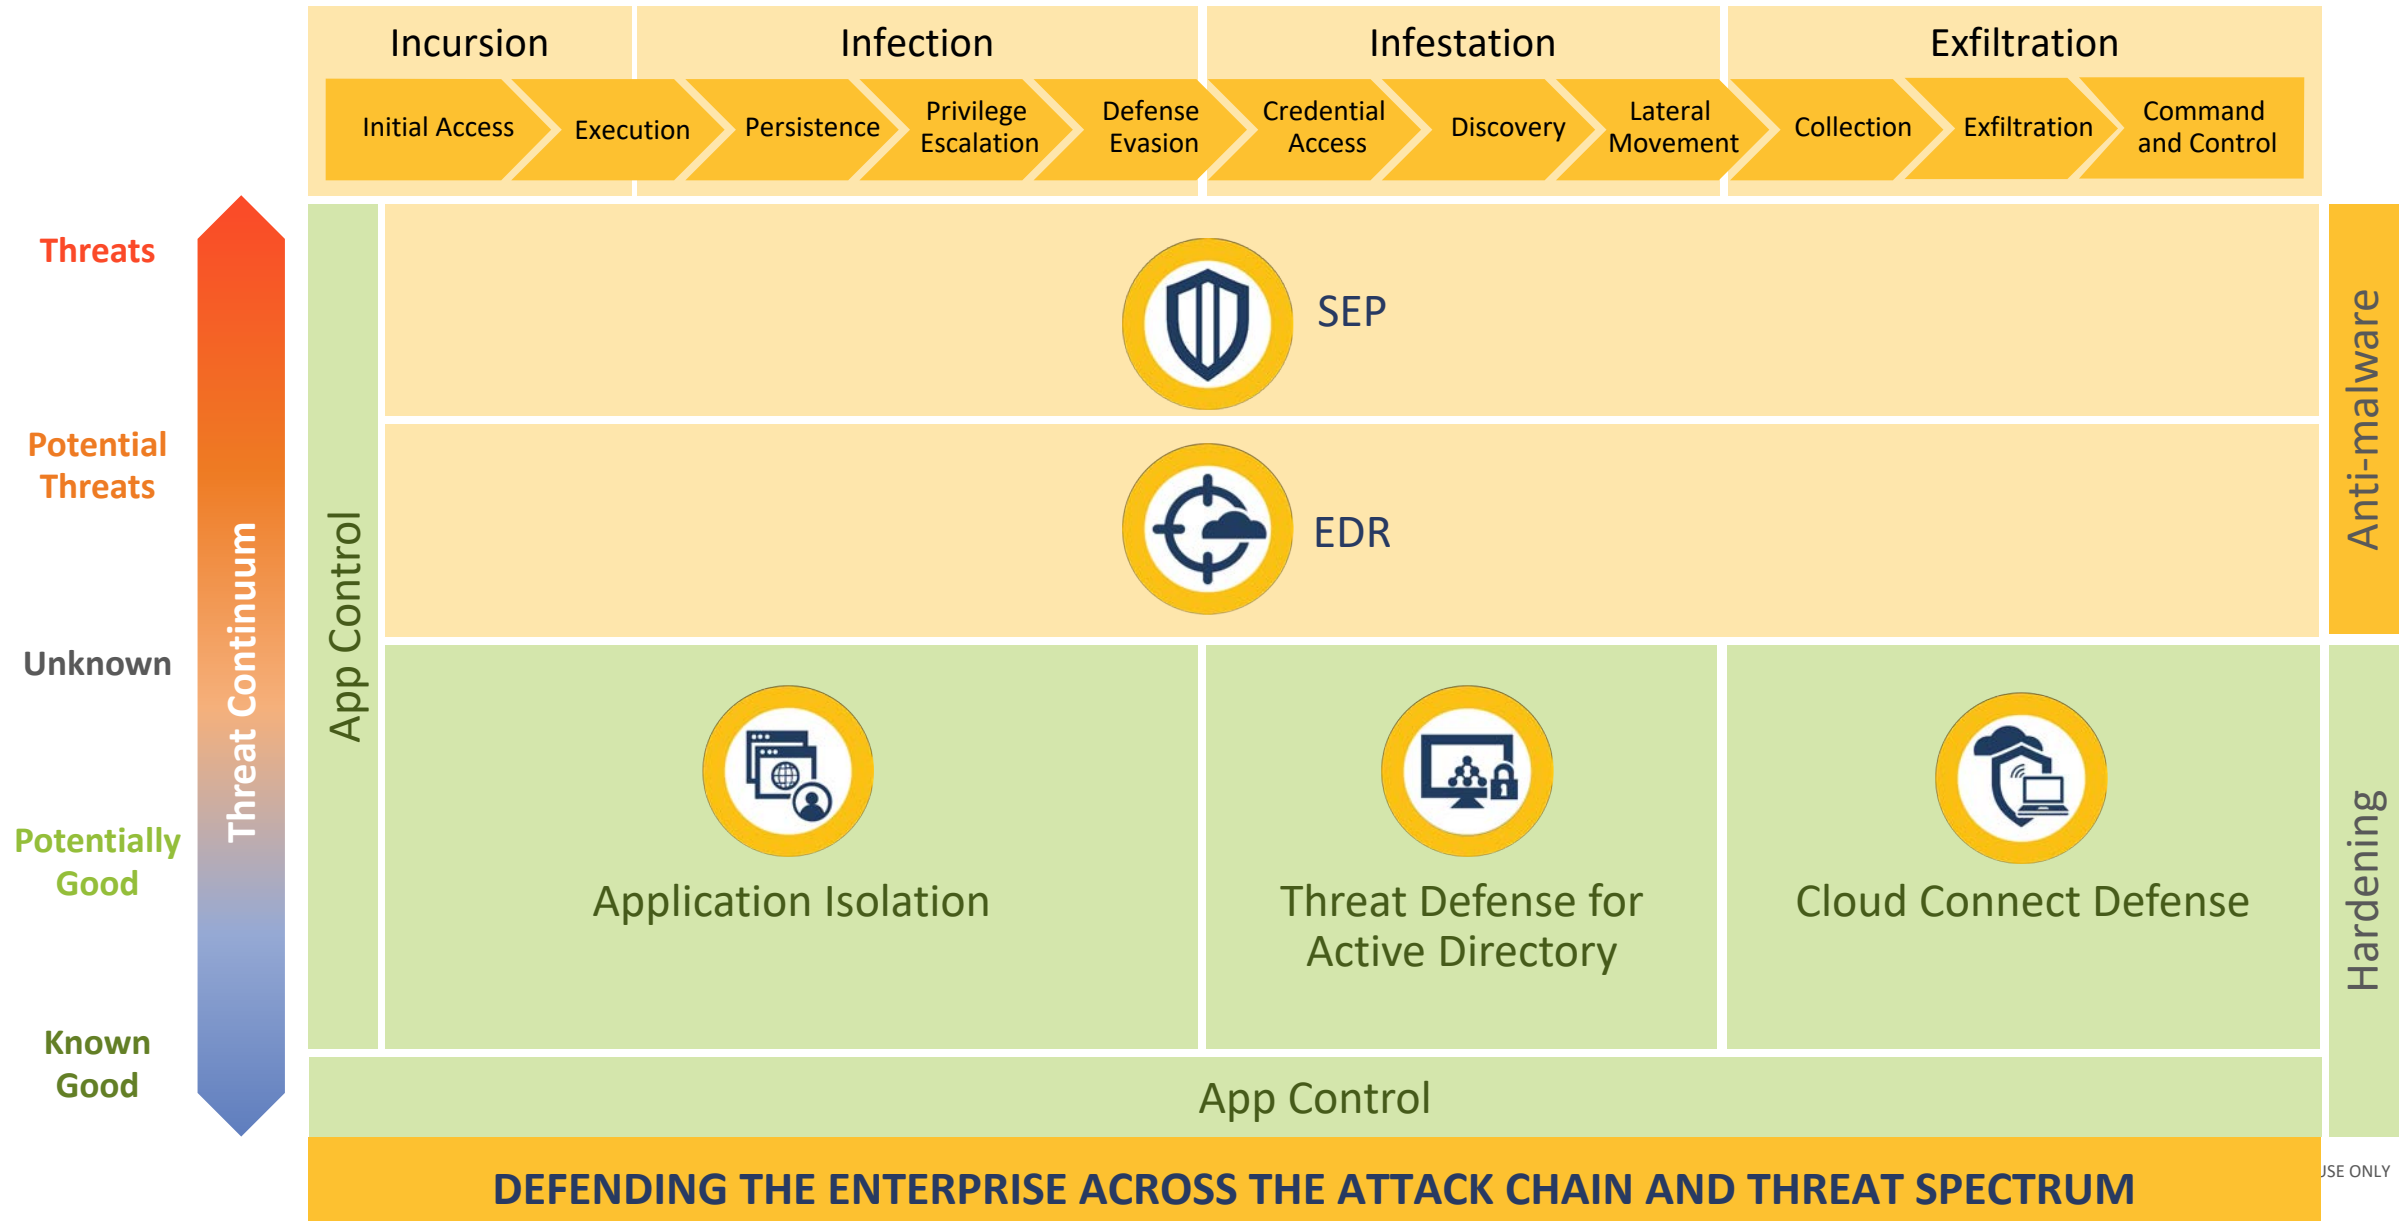 Incursion
Infection
Infestation
Exfiltration
Initial Access
Execution
Persistence
Privilege
Escalation
Defense
Evasion
Credential
Access
Discovery
Lateral
Movement
Collection
Exfiltration
Command
and Control
Threats
Potential
Threats
Unknown
Potentially
Good
Known
Good
Threat Continuum
App Control
SEP
EDR
Application Isolation
Threat Defense for
Active Directory
Cloud Connect Defense
Anti-malware
Hardening
App Control
DEFENDING THE ENTERPRISE ACROSS THE ATTACK CHAIN AND THREAT SPECTRUM
ONLY